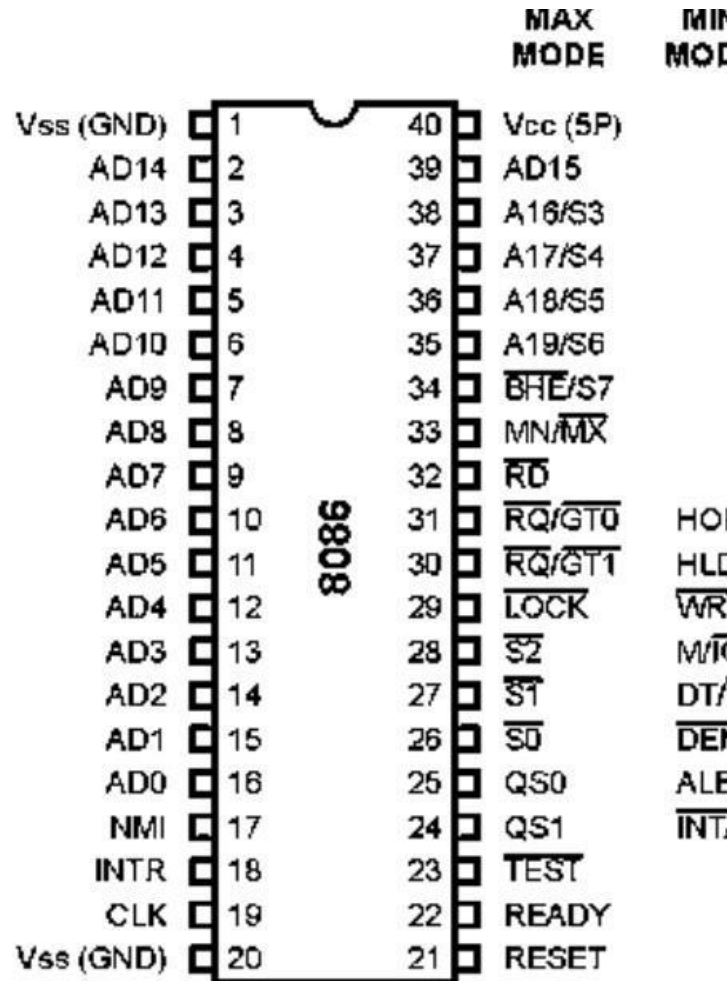 MAX
MODE
Vss (GND) 1 40 Vcc (5P)
AD14 2 39 AD15
AD13 3 38 A16/S3
AD12 4 37 A17/S4
AD11 5 36 A18/S5
AD10 6 35 A19/S6
AD9 7 34 BHE/S7
AD8 8 33 MN/MX
AD7 9 32 RD
AD6 10 31 RQ/GT0
AD5 11 30 RQ/GT1
AD4 12 29 LOCK
AD3 13 28 S2
AD2 14 27 S1
AD1 15 26 S0
AD0 16 25 QS0
NMI 17 24 QS1
INTR 18 23 TEST
CLK 19 22 READY
Vss (GND) 20 21 RESET
8086